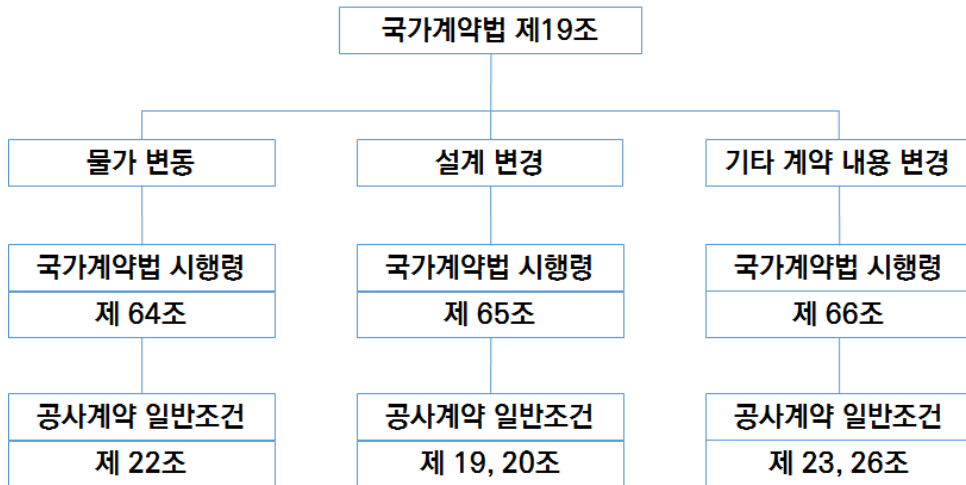 국가계약법 제19조
물가 변동
설계 변경
기타 계약 내용 변경
국가계약법 시행령
국가계약법 시행령
국가계약법 시행령
제 64조
제 65조
제 66조
공사계약 일반조건
공사계약 일반조건
공사계약 일반조건
제 22조
제 19, 20조
제 23, 26조